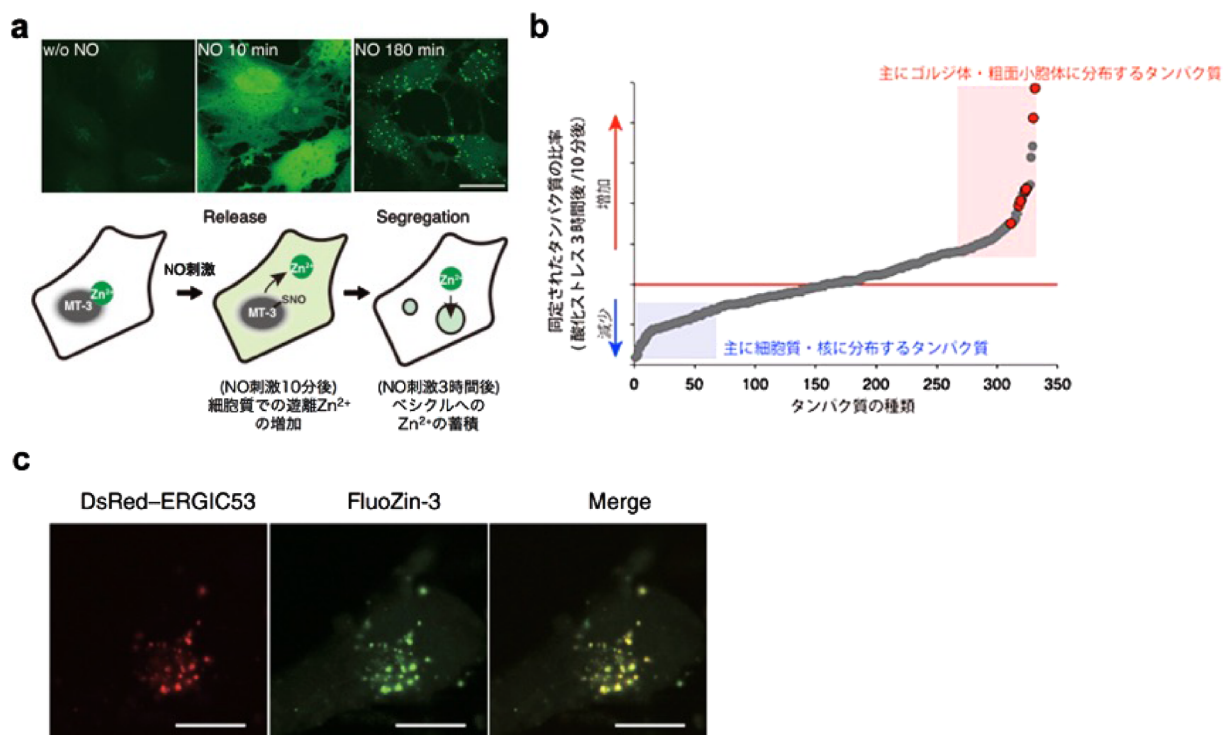 a
w/o NO
NO 10 min
NO 180 min
Release
Segregation
NO刺激
MT-3
Zn²⁺
MT-3
SNO
Zn²⁺
Zn²⁺
(NO刺激10分後)
細胞質での遊離Zn²⁺
の増加
(NO刺激3時間後)
ベシクルへの
Zn²⁺の蓄積
b
主にゴルジ体・粗面小胞体に分布するタンパク質
同定されたタンパク質の比率
(酸化ストレス3時間後/10分後)
増加
減少
主に細胞質・核に分布するタンパク質
0
50
100
150
200
250
300
350
タンパク質の種類
c
DsRed–ERGIC53
FluoZin-3
Merge